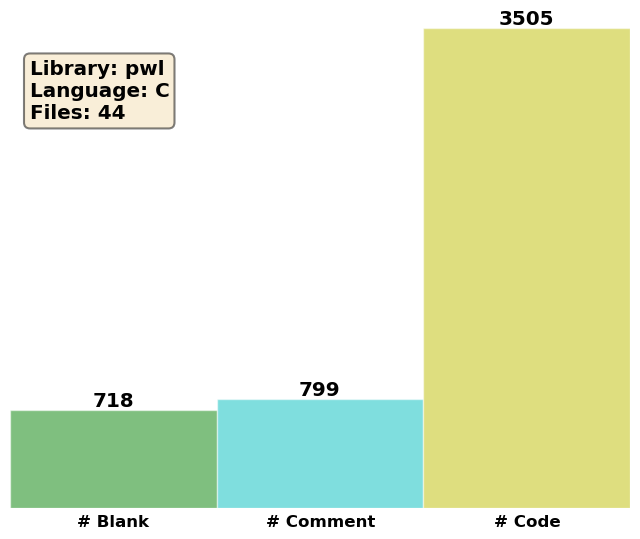 3505
Library: pwl
Language: C
Files: 44
799
718
# Blank
# Comment
# Code